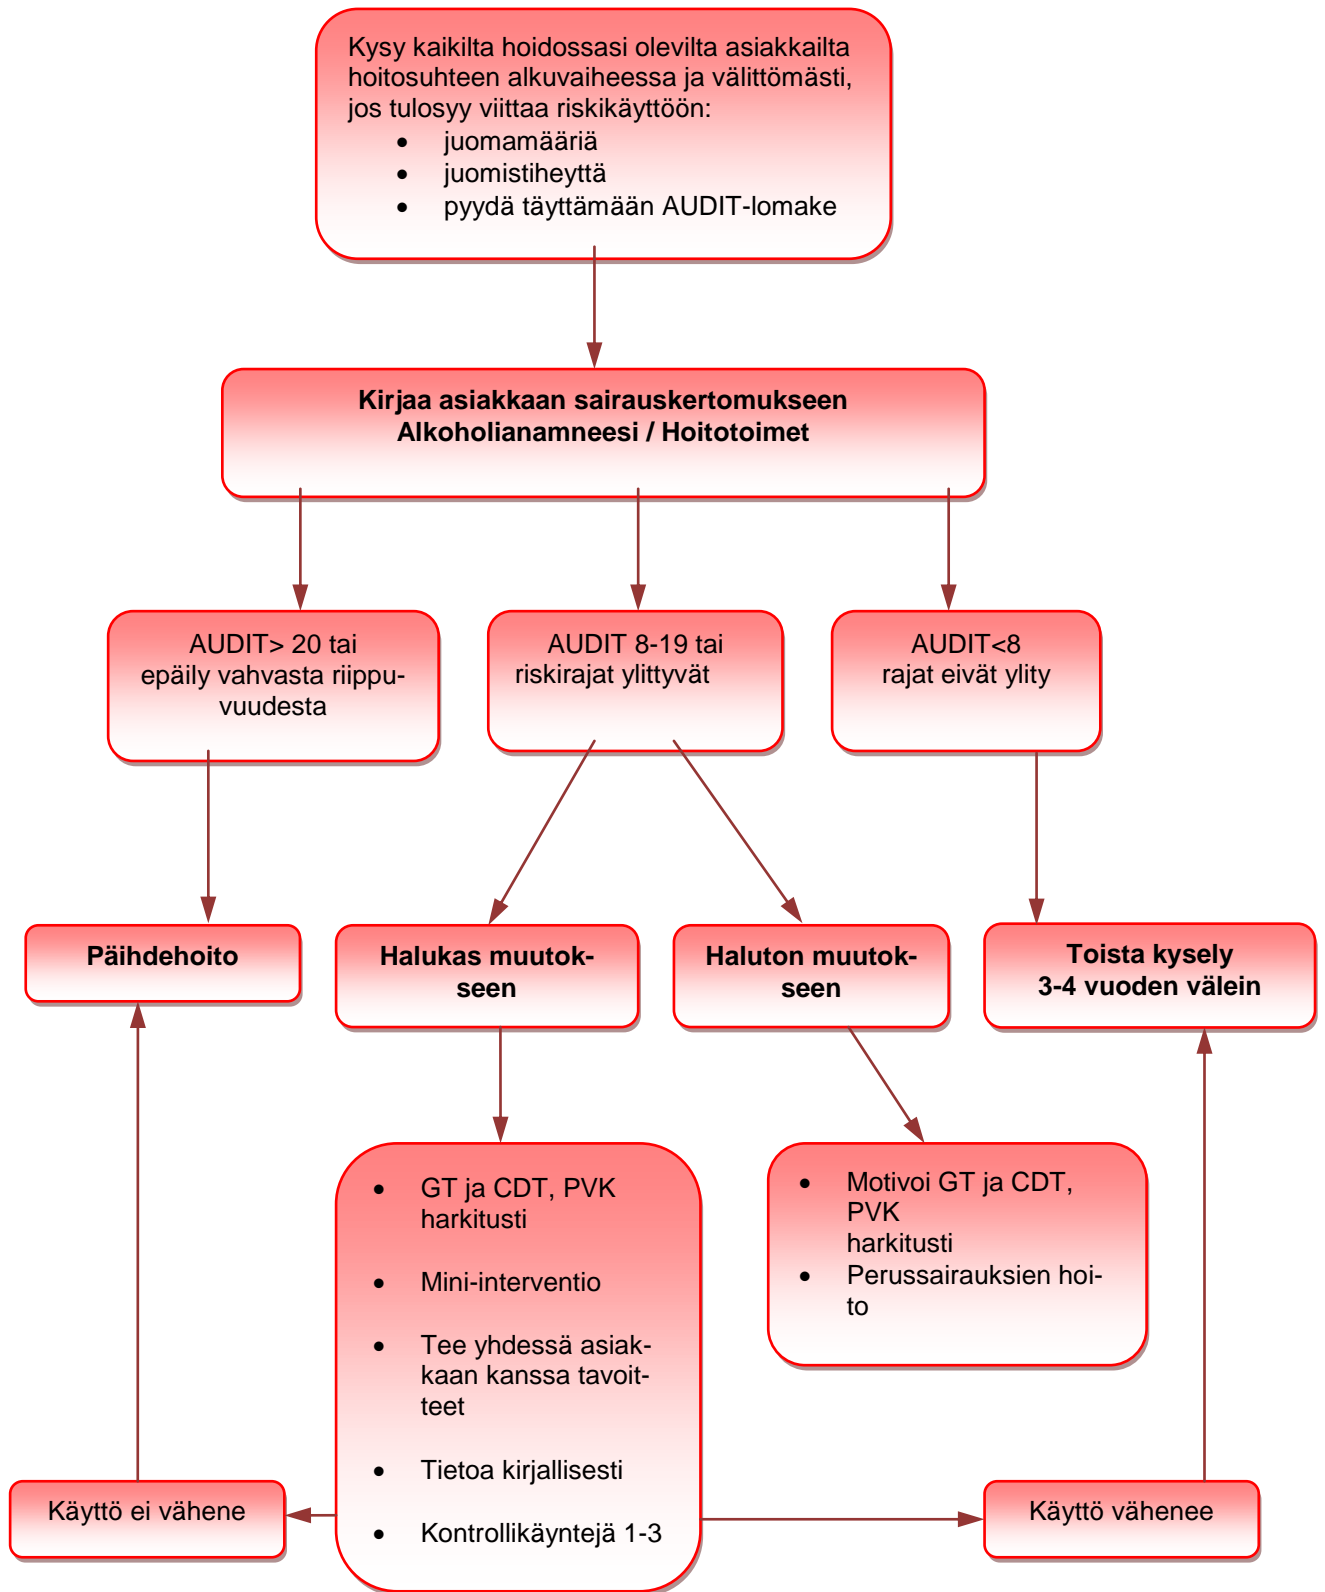 Kysy kaikilta hoidossasi olevilta asiakkailta
hoitosuhteen alkuvaiheessa ja välittömästi,
jos tulosyy viittaa riskikäyttöön:
• juomamääriä
• juomistiheyttä
• pyydä täyttämään AUDIT-lomake
Kirjaa asiakkaan sairauskertomukseen
Alkoholianamneesi / Hoitotoimet
AUDIT> 20 tai
epäily vahvasta riippu-
vuudesta
AUDIT 8-19 tai
riskirajat ylittyvät
AUDIT<8
rajat eivät ylity
Päihdehoito
Halukas muutok-
seen
Haluton muutok-
seen
Toista kysely
3-4 vuoden välein
• GT ja CDT, PVK
harkitusti
• Mini-interventio
• Tee yhdessä asiak-
kaan kanssa tavoit-
teet
• Tietoa kirjallisesti
• Kontrollikäyntejä 1-3
• Motivoi GT ja CDT,
PVK
harkitusti
• Perussairauksien hoi-
to
Käyttö ei vähene
Käyttö vähenee